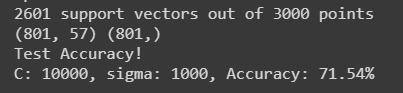 2601 support vectors out of 3000 points
(801, 57) (801,)
Test Accuracy!
C: 10000, sigma: 1000, Accuracy: 71.54%